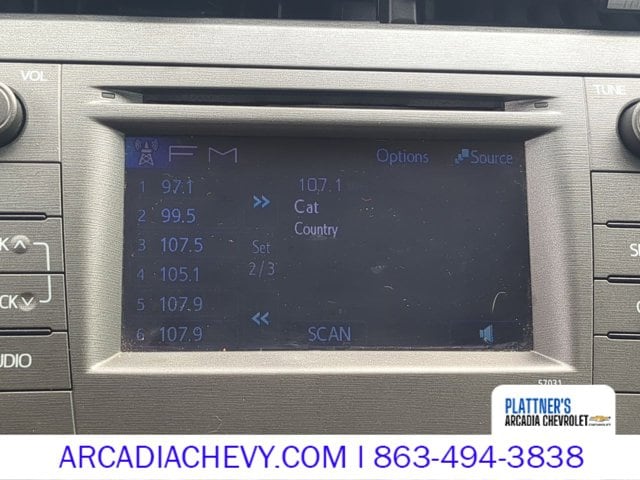 VOL
TUNE
FM
Options
Source
1 97.1
2 99.5
3 107.5
4 105.1
5 107.9
6 107.9
107.1
Cat
Country
Set
2/3
SCAN
57031
PLATTNER'S
ARCADIA CHEVROLET
CHEVROLET
ARCADIACHEVY.COM | 863-494-3838